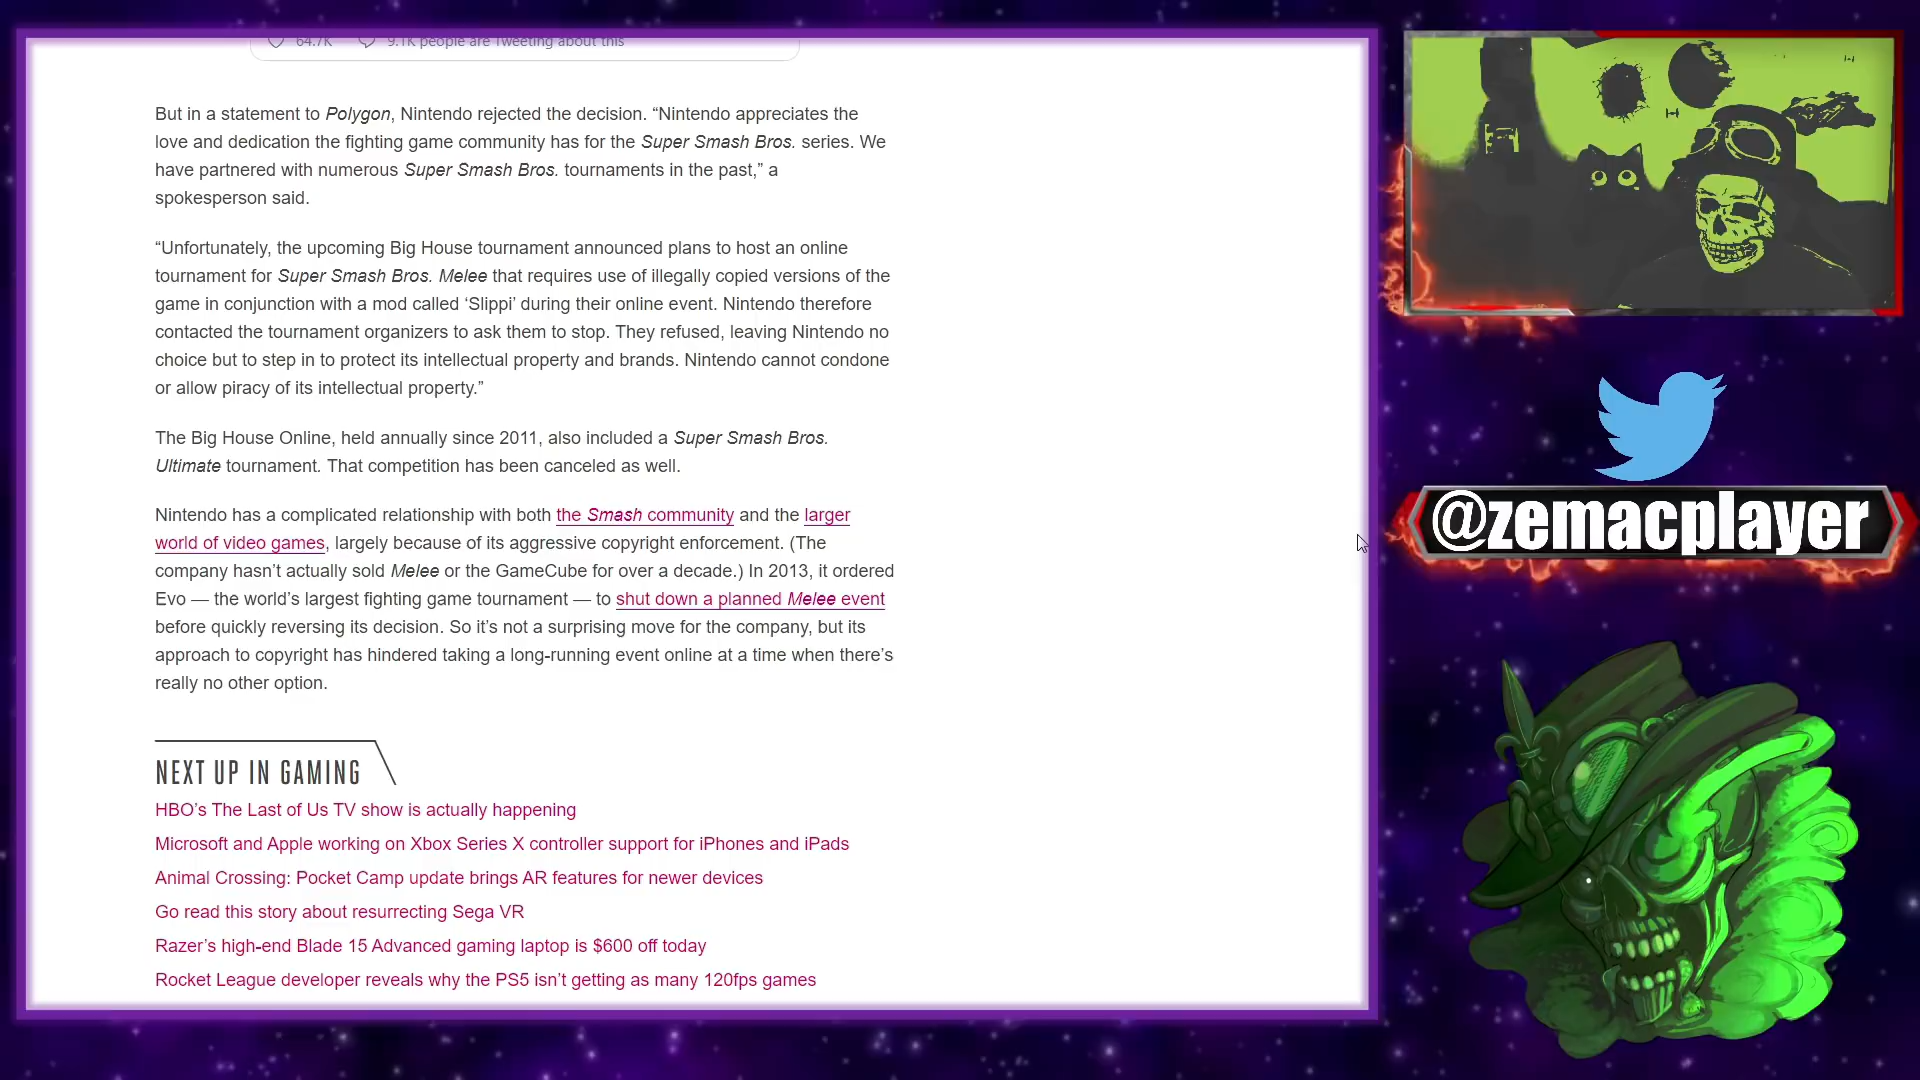 64.7K 9.1K people are Tweeting about this
But in a statement to Polygon, Nintendo rejected the decision. “Nintendo appreciates the
love and dedication the fighting game community has for the Super Smash Bros. series. We
have partnered with numerous Super Smash Bros. tournaments in the past,” a
spokesperson said.
“Unfortunately, the upcoming Big House tournament announced plans to host an online
tournament for Super Smash Bros. Melee that requires use of illegally copied versions of the
game in conjunction with a mod called ‘Slippi’ during their online event. Nintendo therefore
contacted the tournament organizers to ask them to stop. They refused, leaving Nintendo no
choice but to step in to protect its intellectual property and brands. Nintendo cannot condone
or allow piracy of its intellectual property.”
The Big House Online, held annually since 2011, also included a Super Smash Bros.
Ultimate tournament. That competition has been canceled as well.
Nintendo has a complicated relationship with both the Smash community and the larger
world of video games, largely because of its aggressive copyright enforcement. (The
company hasn’t actually sold Melee or the GameCube for over a decade.) In 2013, it ordered
Evo — the world’s largest fighting game tournament — to shut down a planned Melee event
before quickly reversing its decision. So it’s not a surprising move for the company, but its
approach to copyright has hindered taking a long-running event online at a time when there’s
really no other option.
NEXT UP IN GAMING
HBO’s The Last of Us TV show is actually happening
Microsoft and Apple working on Xbox Series X controller support for iPhones and iPads
Animal Crossing: Pocket Camp update brings AR features for newer devices
Go read this story about resurrecting Sega VR
Razer’s high-end Blade 15 Advanced gaming laptop is $600 off today
Rocket League developer reveals why the PS5 isn’t getting as many 120fps games
@zemacplayer